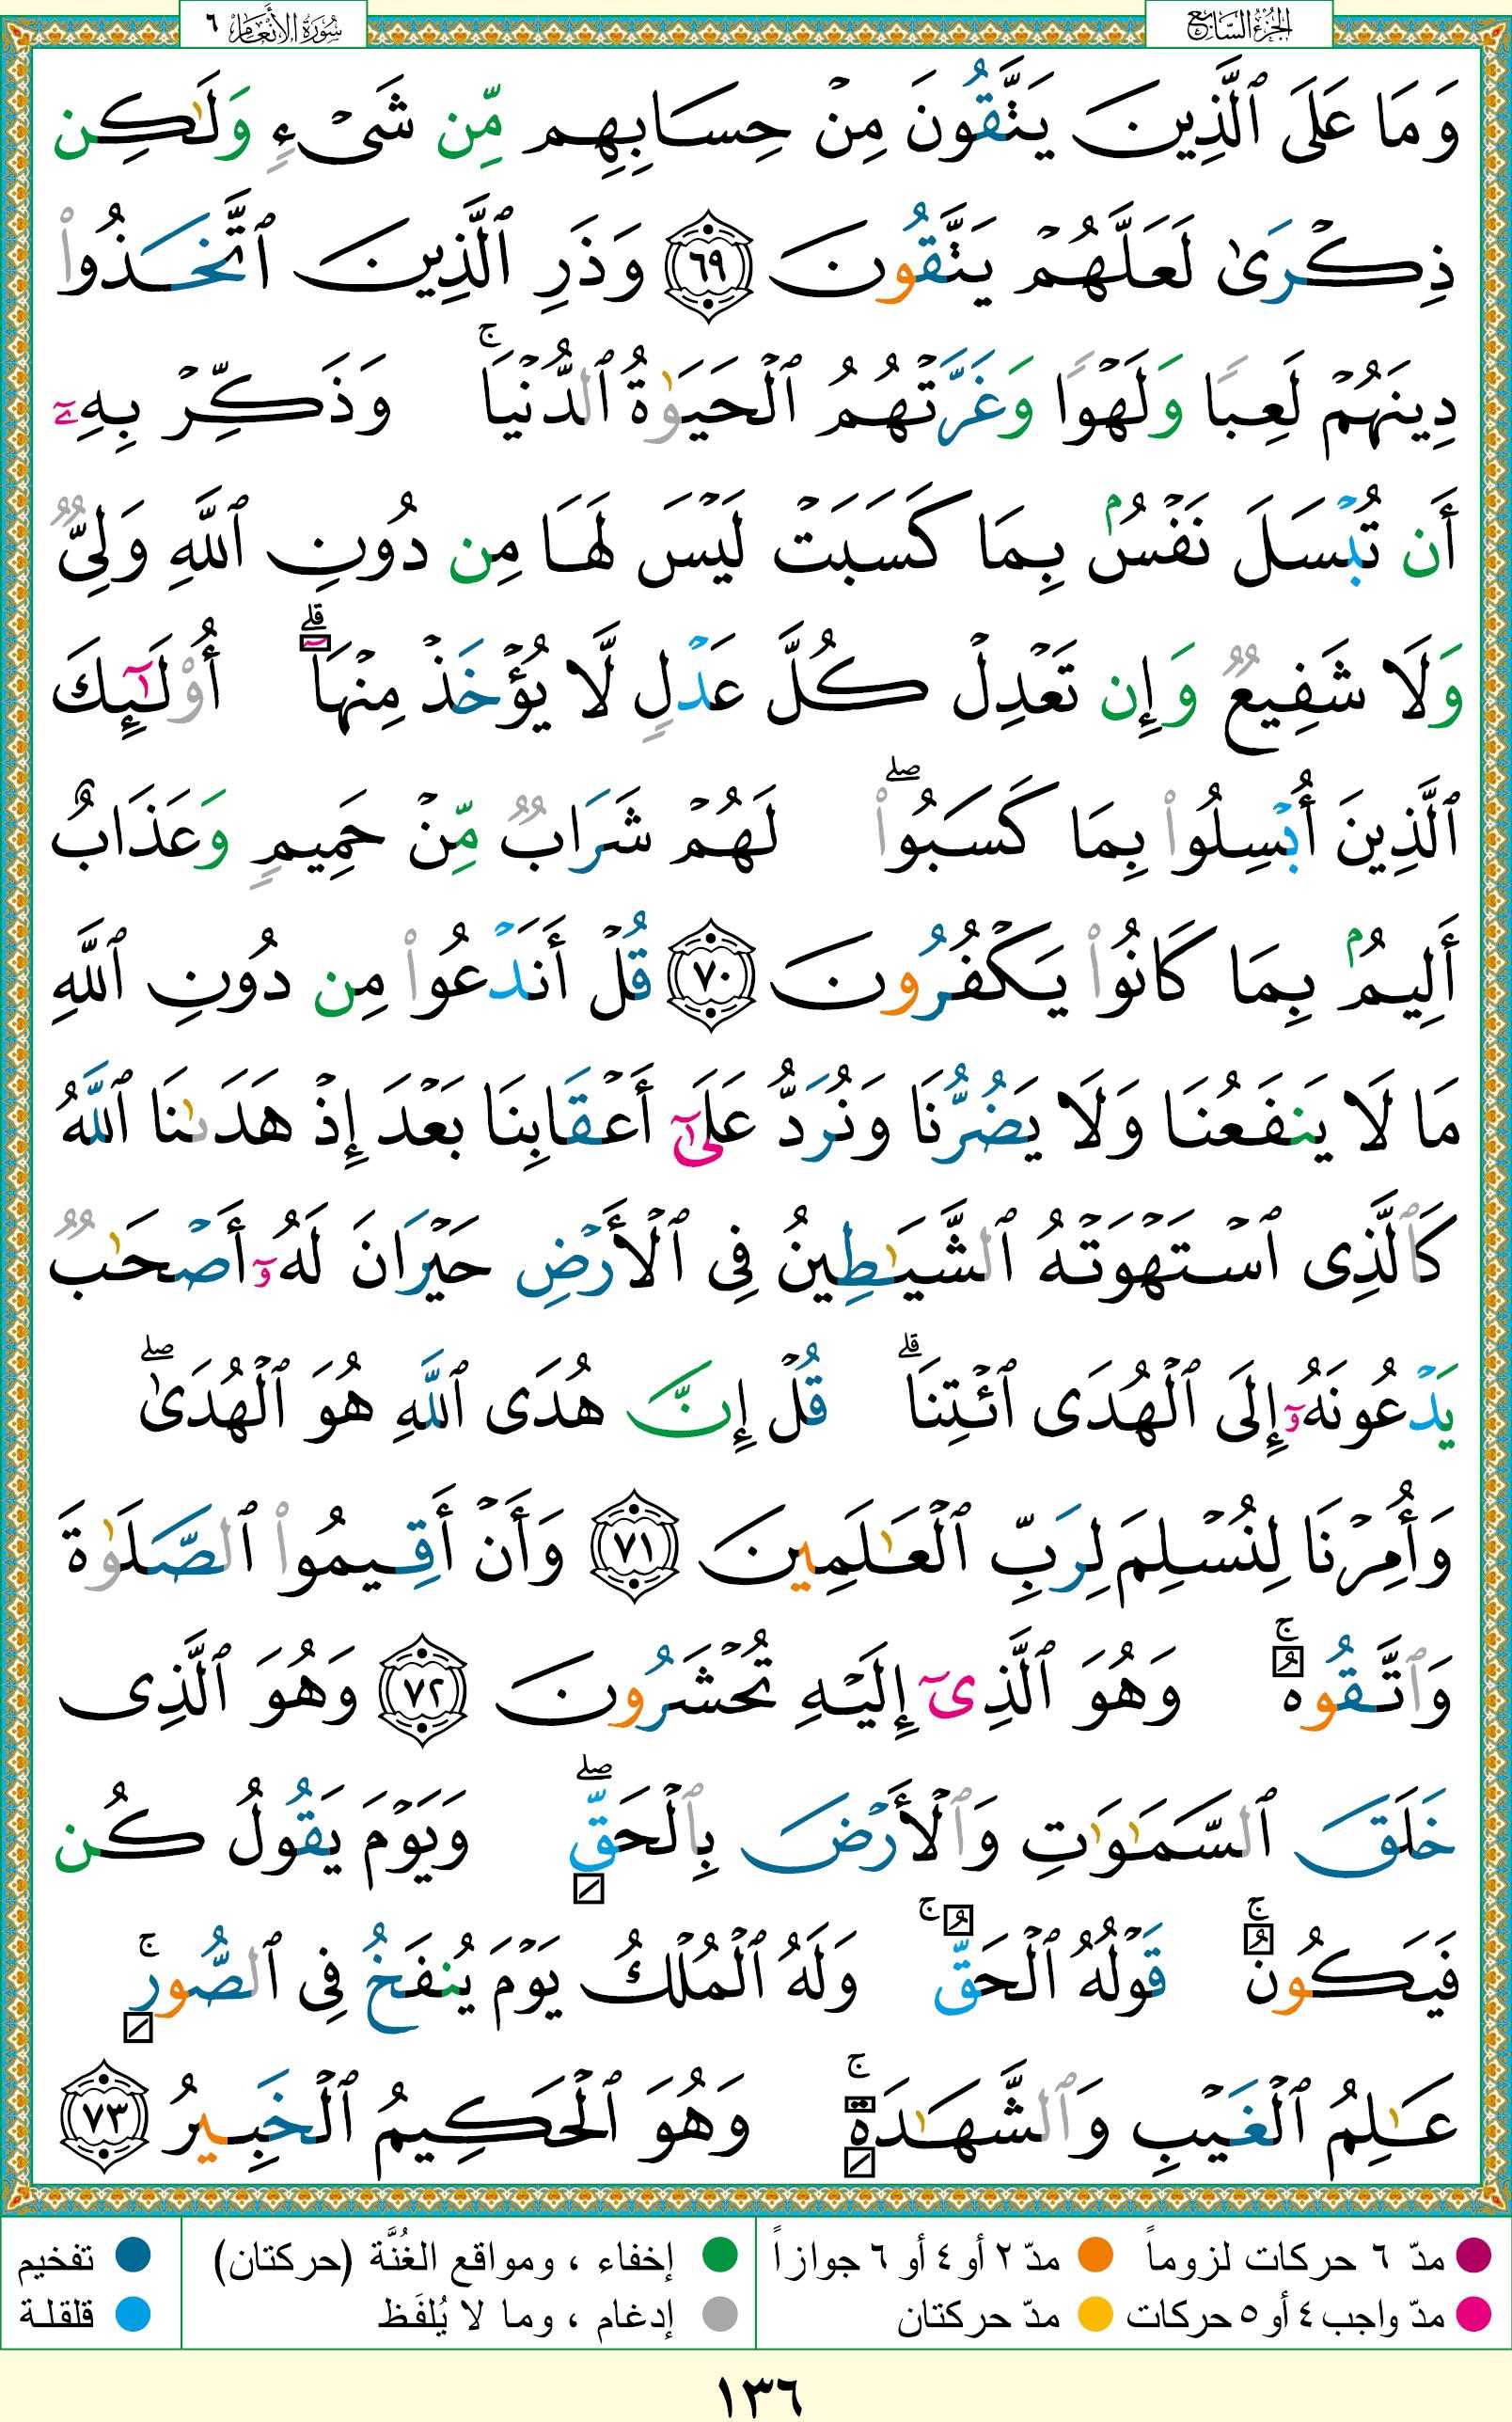 الجزء السابع
سورة الأنعام ٦
وَمَا عَلَى ٱلَّذِينَ يَتَّقُونَ مِنْ حِسَابِهِم مِّن شَىْءٍ وَلَٰكِن
ذِكْرَىٰ لَعَلَّهُمْ يَتَّقُونَ ٦٩ وَذَرِ ٱلَّذِينَ ٱتَّخَذُوا۟
دِينَهُمْ لَعِبًا وَلَهْوًا وَغَرَّتْهُمُ ٱلْحَيَوٰةُ ٱلدُّنْيَا ۚ وَذَكِّرْ بِهِۦٓ
أَن تُبْسَلَ نَفْسٌۢ بِمَا كَسَبَتْ لَيْسَ لَهَا مِن دُونِ ٱللَّهِ وَلِىٌّ
وَلَا شَفِيعٌ وَإِن تَعْدِلْ كُلَّ عَدْلٍ لَّا يُؤْخَذْ مِنْهَآ ۗ أُو۟لَٰٓئِكَ
ٱلَّذِينَ أُبْسِلُوا۟ بِمَا كَسَبُوا۟ ۖ لَهُمْ شَرَابٌ مِّنْ حَمِيمٍ وَعَذَابٌ
أَلِيمٌۢ بِمَا كَانُوا۟ يَكْفُرُونَ ٧٠ قُلْ أَنَدْعُوا۟ مِن دُونِ ٱللَّهِ
مَا لَا يَنفَعُنَا وَلَا يَضُرُّنَا وَنُرَدُّ عَلَىٰٓ أَعْقَابِنَا بَعْدَ إِذْ هَدَىٰنَا ٱللَّهُ
كَٱلَّذِى ٱسْتَهْوَتْهُ ٱلشَّيَٰطِينُ فِى ٱلْأَرْضِ حَيْرَانَ لَهُۥٓ أَصْحَٰبٌ
يَدْعُونَهُۥٓ إِلَى ٱلْهُدَى ٱئْتِنَا ۗ قُلْ إِنَّ هُدَى ٱللَّهِ هُوَ ٱلْهُدَىٰ ۖ
وَأُمِرْنَا لِنُسْلِمَ لِرَبِّ ٱلْعَٰلَمِينَ ٧١ وَأَنْ أَقِيمُوا۟ ٱلصَّلَوٰةَ
وَٱتَّقُوهُ ۚ وَهُوَ ٱلَّذِىٓ إِلَيْهِ تُحْشَرُونَ ٧٢ وَهُوَ ٱلَّذِى
خَلَقَ ٱلسَّمَٰوَٰتِ وَٱلْأَرْضَ بِٱلْحَقِّ ۖ وَيَوْمَ يَقُولُ كُن
فَيَكُونُ ۚ قَوْلُهُ ٱلْحَقُّ ۚ وَلَهُ ٱلْمُلْكُ يَوْمَ يُنفَخُ فِى ٱلصُّورِ ۚ
عَٰلِمُ ٱلْغَيْبِ وَٱلشَّهَٰدَةِ ۚ وَهُوَ ٱلْحَكِيمُ ٱلْخَبِيرُ ٧٣
مدّ ٦ حركات لزوماً مدّ ٢ أو ٤ أو ٦ جوازاً إخفاء ، ومواقع الغُنَّة (حركتان) تفخيم
مدّ واجب ٤ أو ٥ حركات مدّ حركتان إدغام ، وما لا يُلفَظ قلقلة
١٣٦